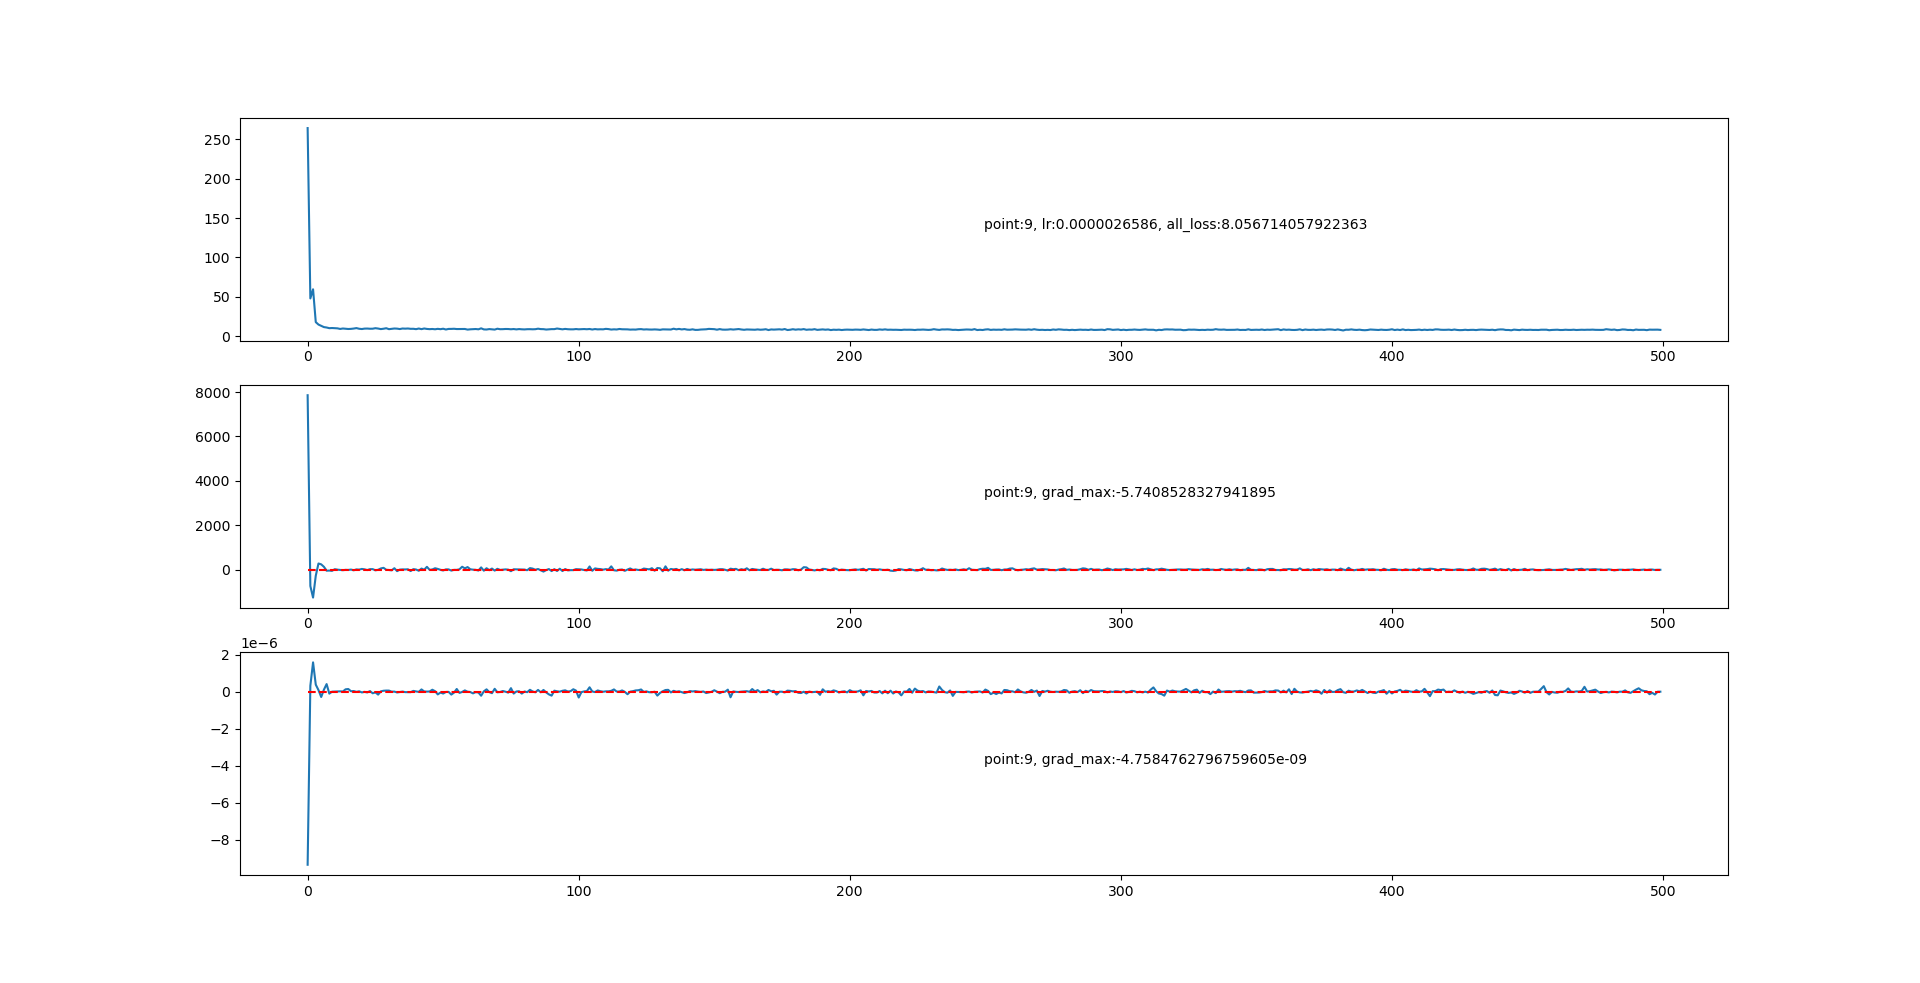 250
200
150
100
50
0
point:9, lr:0.0000026586, all_loss:8.056714057922363
0 100 200 300 400 500
8000
6000
4000
2000
0
point:9, grad_max:-5.7408528327941895
0 100 200 300 400 500
1e−6
2
0
−2
−4
−6
−8
point:9, grad_max:-4.7584762796759605e-09
0 100 200 300 400 500